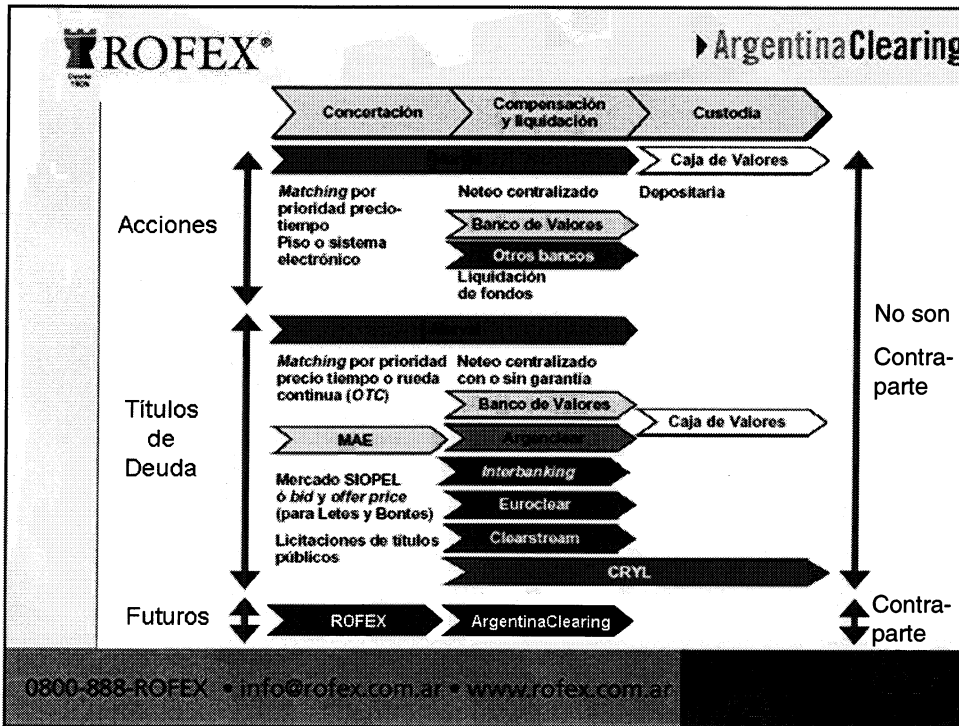 ROFEX®
Desde
ArgentinaClearing
Concertación
Compensación
y liquidación
Custodia
Acciones
Caja de Valores
Matching por
prioridad precio-
tiempo
Piso o sistema
electrónico
Neteo centralizado
Depositaria
Banco de Valores
Otros bancos
Liquidación
de fondos
No son
Contra-
parte
Títulos
de
Deuda
Matching por prioridad
precio tiempo o rueda
continua (OTC)
Neteo centralizado
con o sin garantía
Banco de Valores
Caja de Valores
MAE
Argenclear
Interbanking
Mercado SIOPEL
ó bid y offer price
(para Letes y Bontes)
Euroclear
Licitaciones de títulos
públicos
Clearstream
CRYL
Futuros
ROFEX
ArgentinaClearing
Contra-
parte
0800-888-ROFEX • info@rofex.com.ar • www.rofex.com.ar